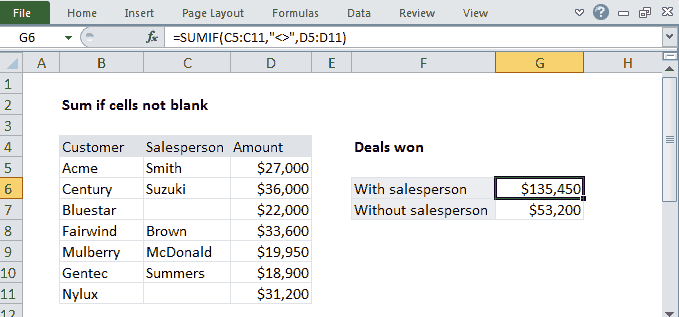 File Home Insert Page Layout Formulas Data Review View
G6 fx =SUMIF(C5:C11,"<>",D5:D11)
A B C D E F G H
1
2 Sum if cells not blank
3
4 Customer Salesperson Amount Deals won
5 Acme Smith $27,000
6 Century Suzuki $36,000 With salesperson $135,450
7 Bluestar $22,000 Without salesperson $53,200
8 Fairwind Brown $33,600
9 Mulberry McDonald $19,950
10 Gentec Summers $18,900
11 Nylux $31,200
12